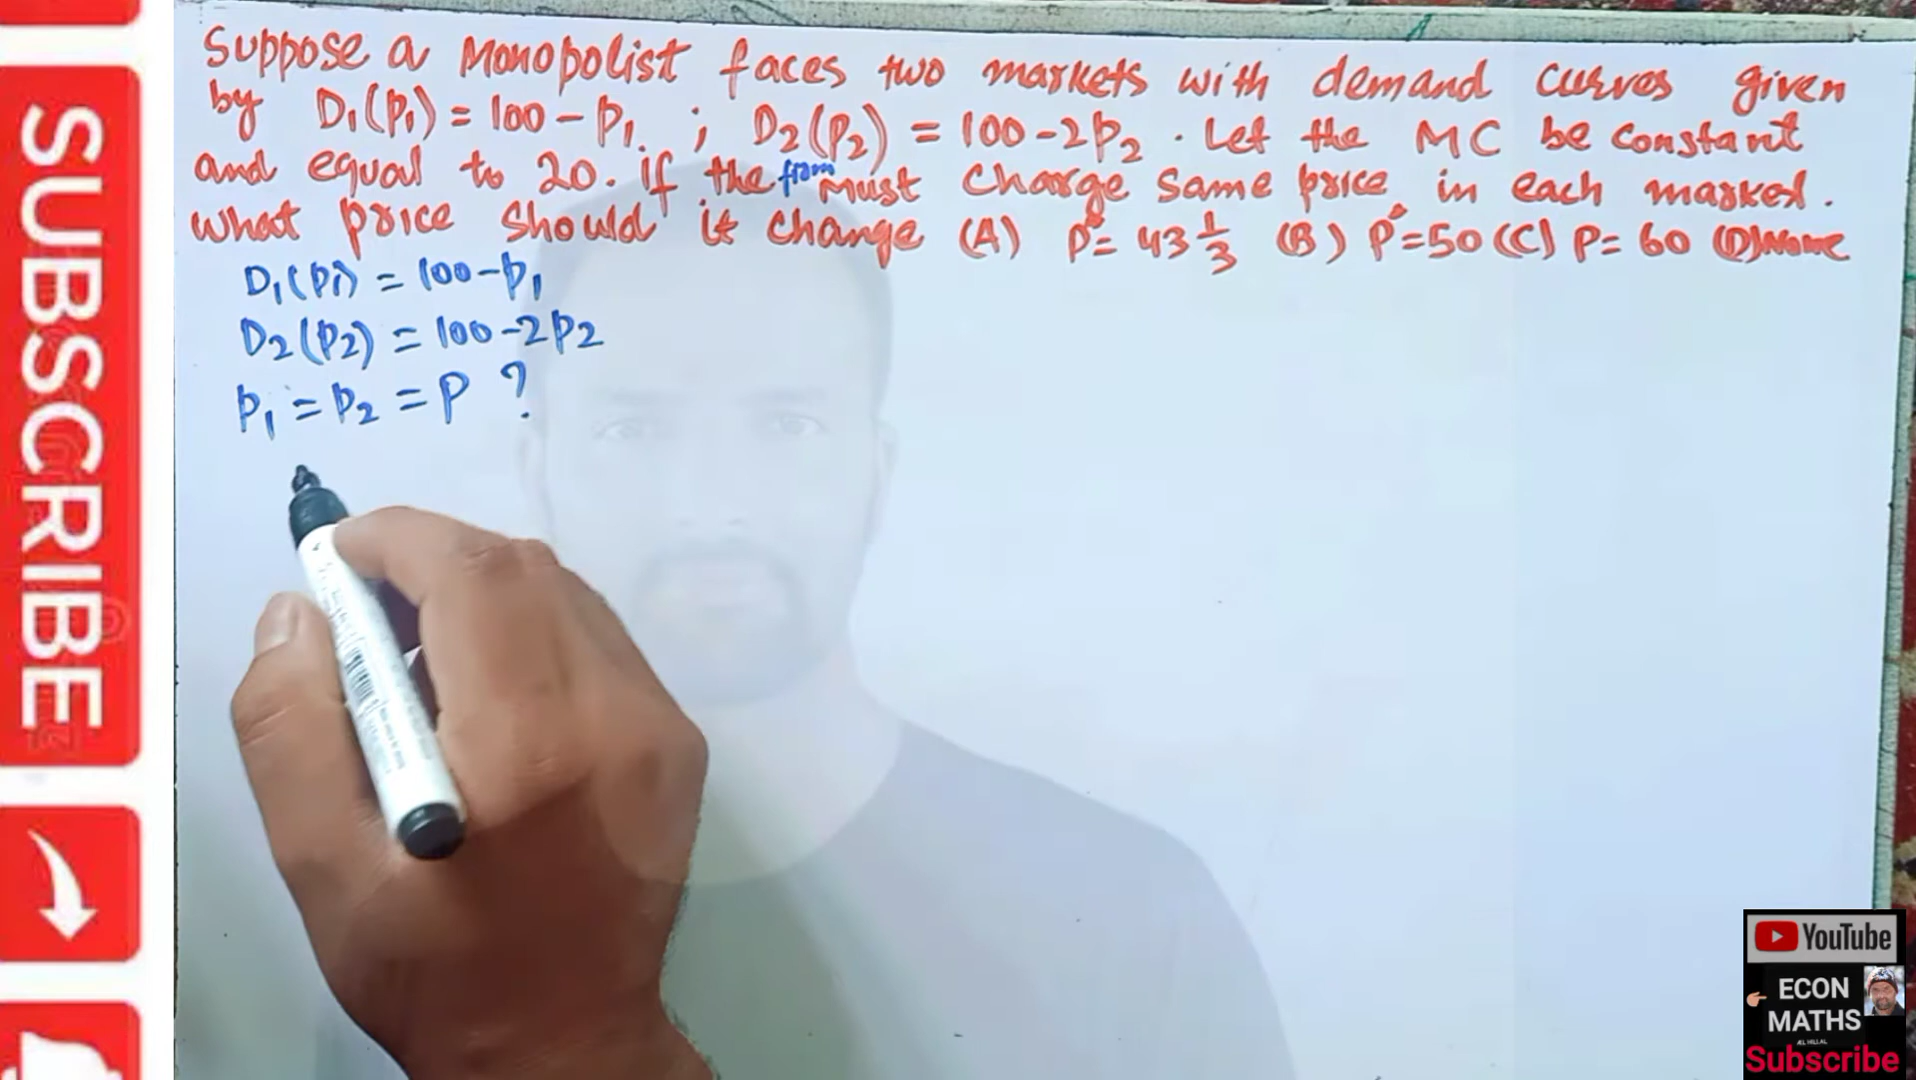 Suppose a Monopolist faces two markets with demand curves given
by D₁(P₁) = 100 - P₁ ; D₂(P₂) = 100 - 2P₂ . Let the MC be constant
and equal to 20. if the from Must Charge Same price in each market.
What price should it change (A) P = 43 1/3 (B) P = 50 (C) P = 60 (D) None
D₁(P₁) = 100 - P₁
D₂(P₂) = 100 - 2P₂
P₁ = P₂ = P ?
SUBSCRIBE
YouTube
ECON
MATHS
Subscribe